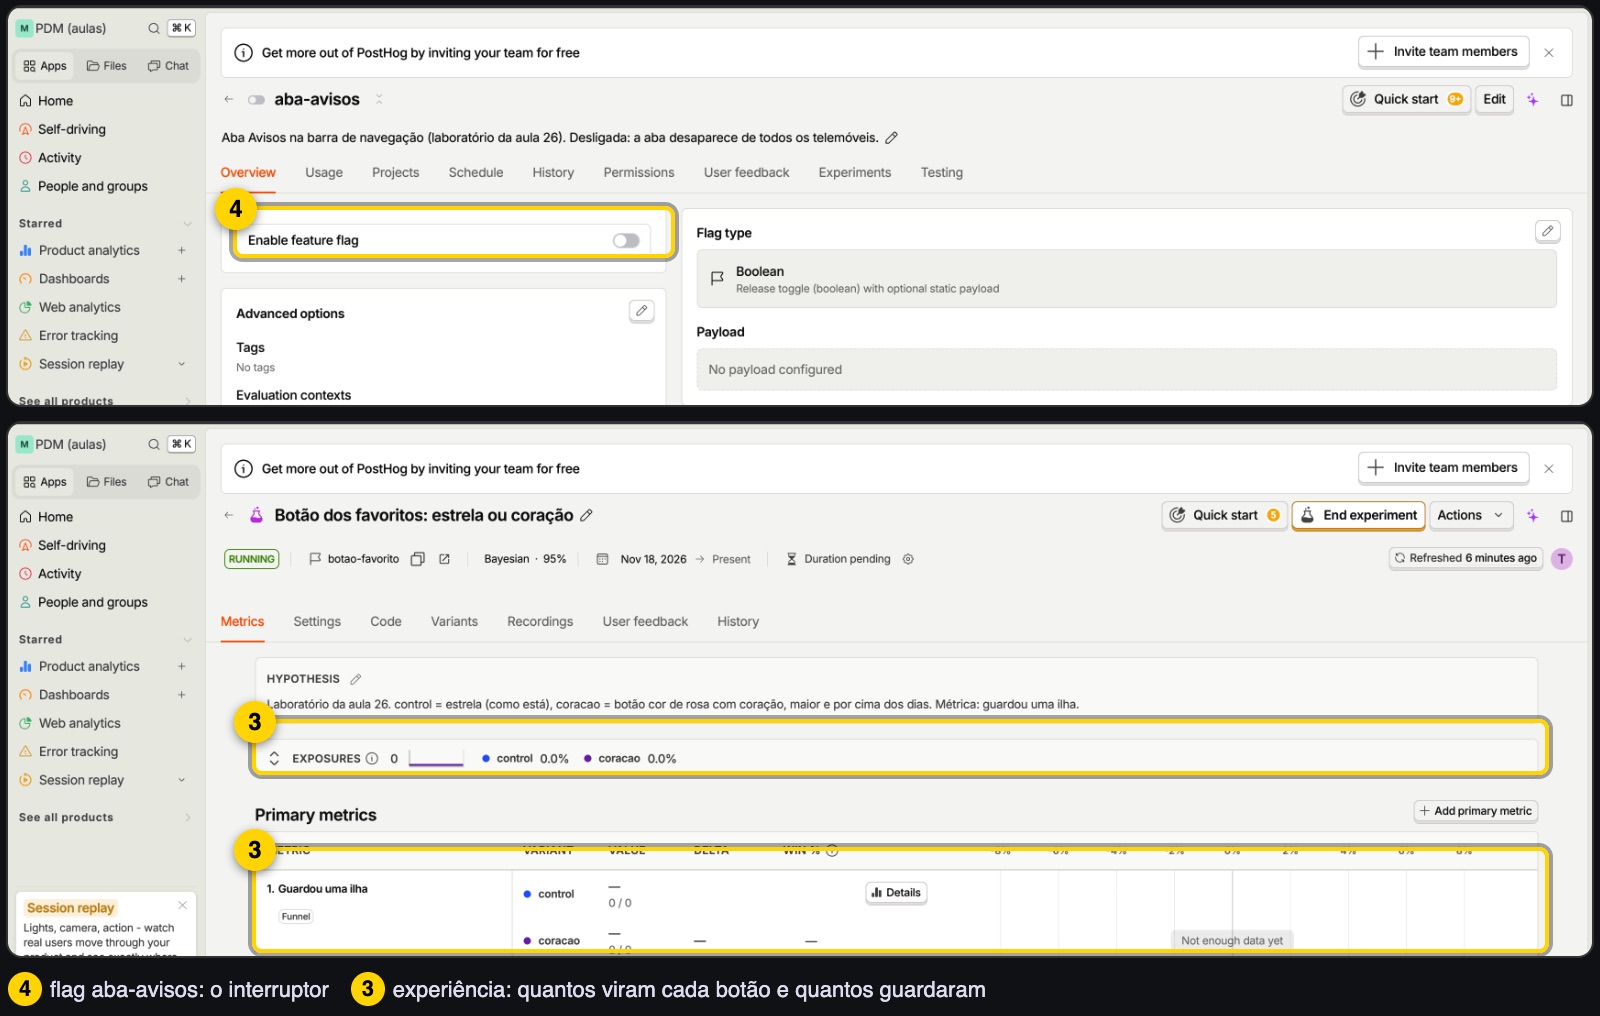 M PDM (aulas) ⌘ K
Apps Files Chat
Home
Self-driving
Activity
People and groups
Starred
Product analytics +
Dashboards +
Web analytics
Error tracking
Session replay
See all products
Get more out of PostHog by inviting your team for free
+ Invite team members
aba-avisos
Quick start 9+
Edit
Aba Avisos na barra de navegação (laboratório da aula 26). Desligada: a aba desaparece de todos os telemóveis.
Overview Usage Projects Schedule History Permissions User feedback Experiments Testing
4
Enable feature flag
Advanced options
Tags
No tags
Evaluation contexts
Flag type
Boolean
Release toggle (boolean) with optional static payload
Payload
No payload configured
M PDM (aulas) ⌘ K
Apps Files Chat
Home
Self-driving
Activity
People and groups
Starred
Product analytics +
Dashboards +
Web analytics
Error tracking
Session replay
See all products
Session replay
Lights, camera, action - watch
real users move through your
Get more out of PostHog by inviting your team for free
+ Invite team members
Botão dos favoritos: estrela ou coração
Quick start 5
End experiment
Actions
RUNNING botao-favorito Bayesian · 95% Nov 18, 2026 → Present Duration pending
Refreshed 6 minutes ago T
Metrics Settings Code Variants Recordings User feedback History
HYPOTHESIS
Laboratório da aula 26. control = estrela (como está), coracao = botão cor de rosa com coração, maior e por cima dos dias. Métrica: guardou uma ilha.
3
EXPOSURES 0 control 0.0% coracao 0.0%
Primary metrics
+ Add primary metric
3
1. Guardou uma ilha
Funnel
control — 0 / 0
Details
coracao — — —
Not enough data yet
4 flag aba-avisos: o interruptor 3 experiência: quantos viram cada botão e quantos guardaram